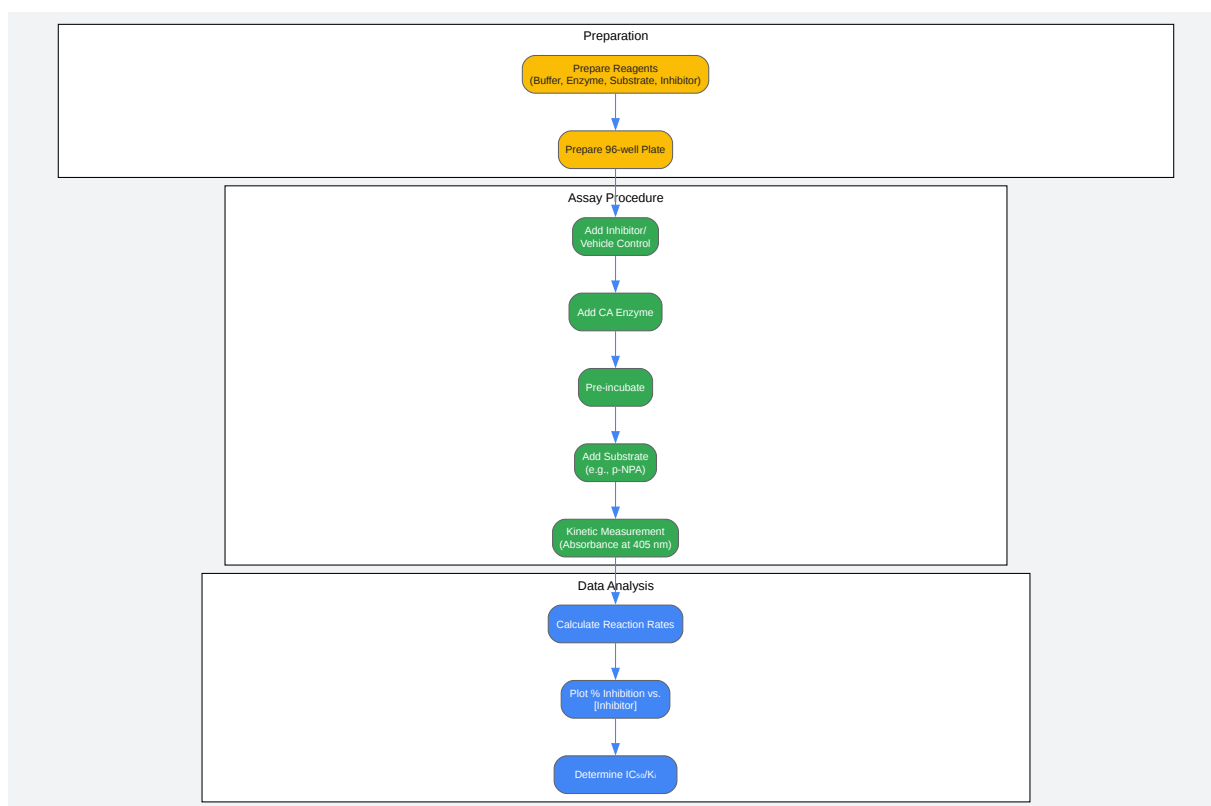 Preparation
Prepare Reagents
(Buffer, Enzyme, Substrate, Inhibitor)
Prepare 96-well Plate
Assay Procedure
Add Inhibitor/
Vehicle Control
Add CA Enzyme
Pre-incubate
Add Substrate
(e.g., p-NPA)
Kinetic Measurement
(Absorbance at 405 nm)
Data Analysis
Calculate Reaction Rates
Plot % Inhibition vs.
[Inhibitor]
Determine IC₅₀/Kᵢ